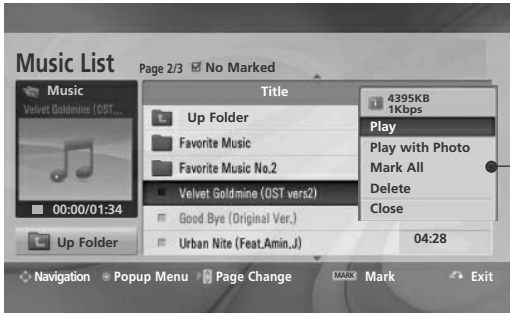 Music List
Page 2/3 No Marked
Music
Velvet Goldmine (OST...
00:00/01:34
Up Folder
Title
Up Folder
Favorite Music
Favorite Music No.2
Velvet Goldmine (OST vers2)
Good Bye (Original Ver.)
Urban Nite (Feat.Amin.J)
04:28
4395KB
1Kbps
Play
Play with Photo
Mark All
Delete
Close
Navigation Popup Menu Page Change MARK Mark Exit